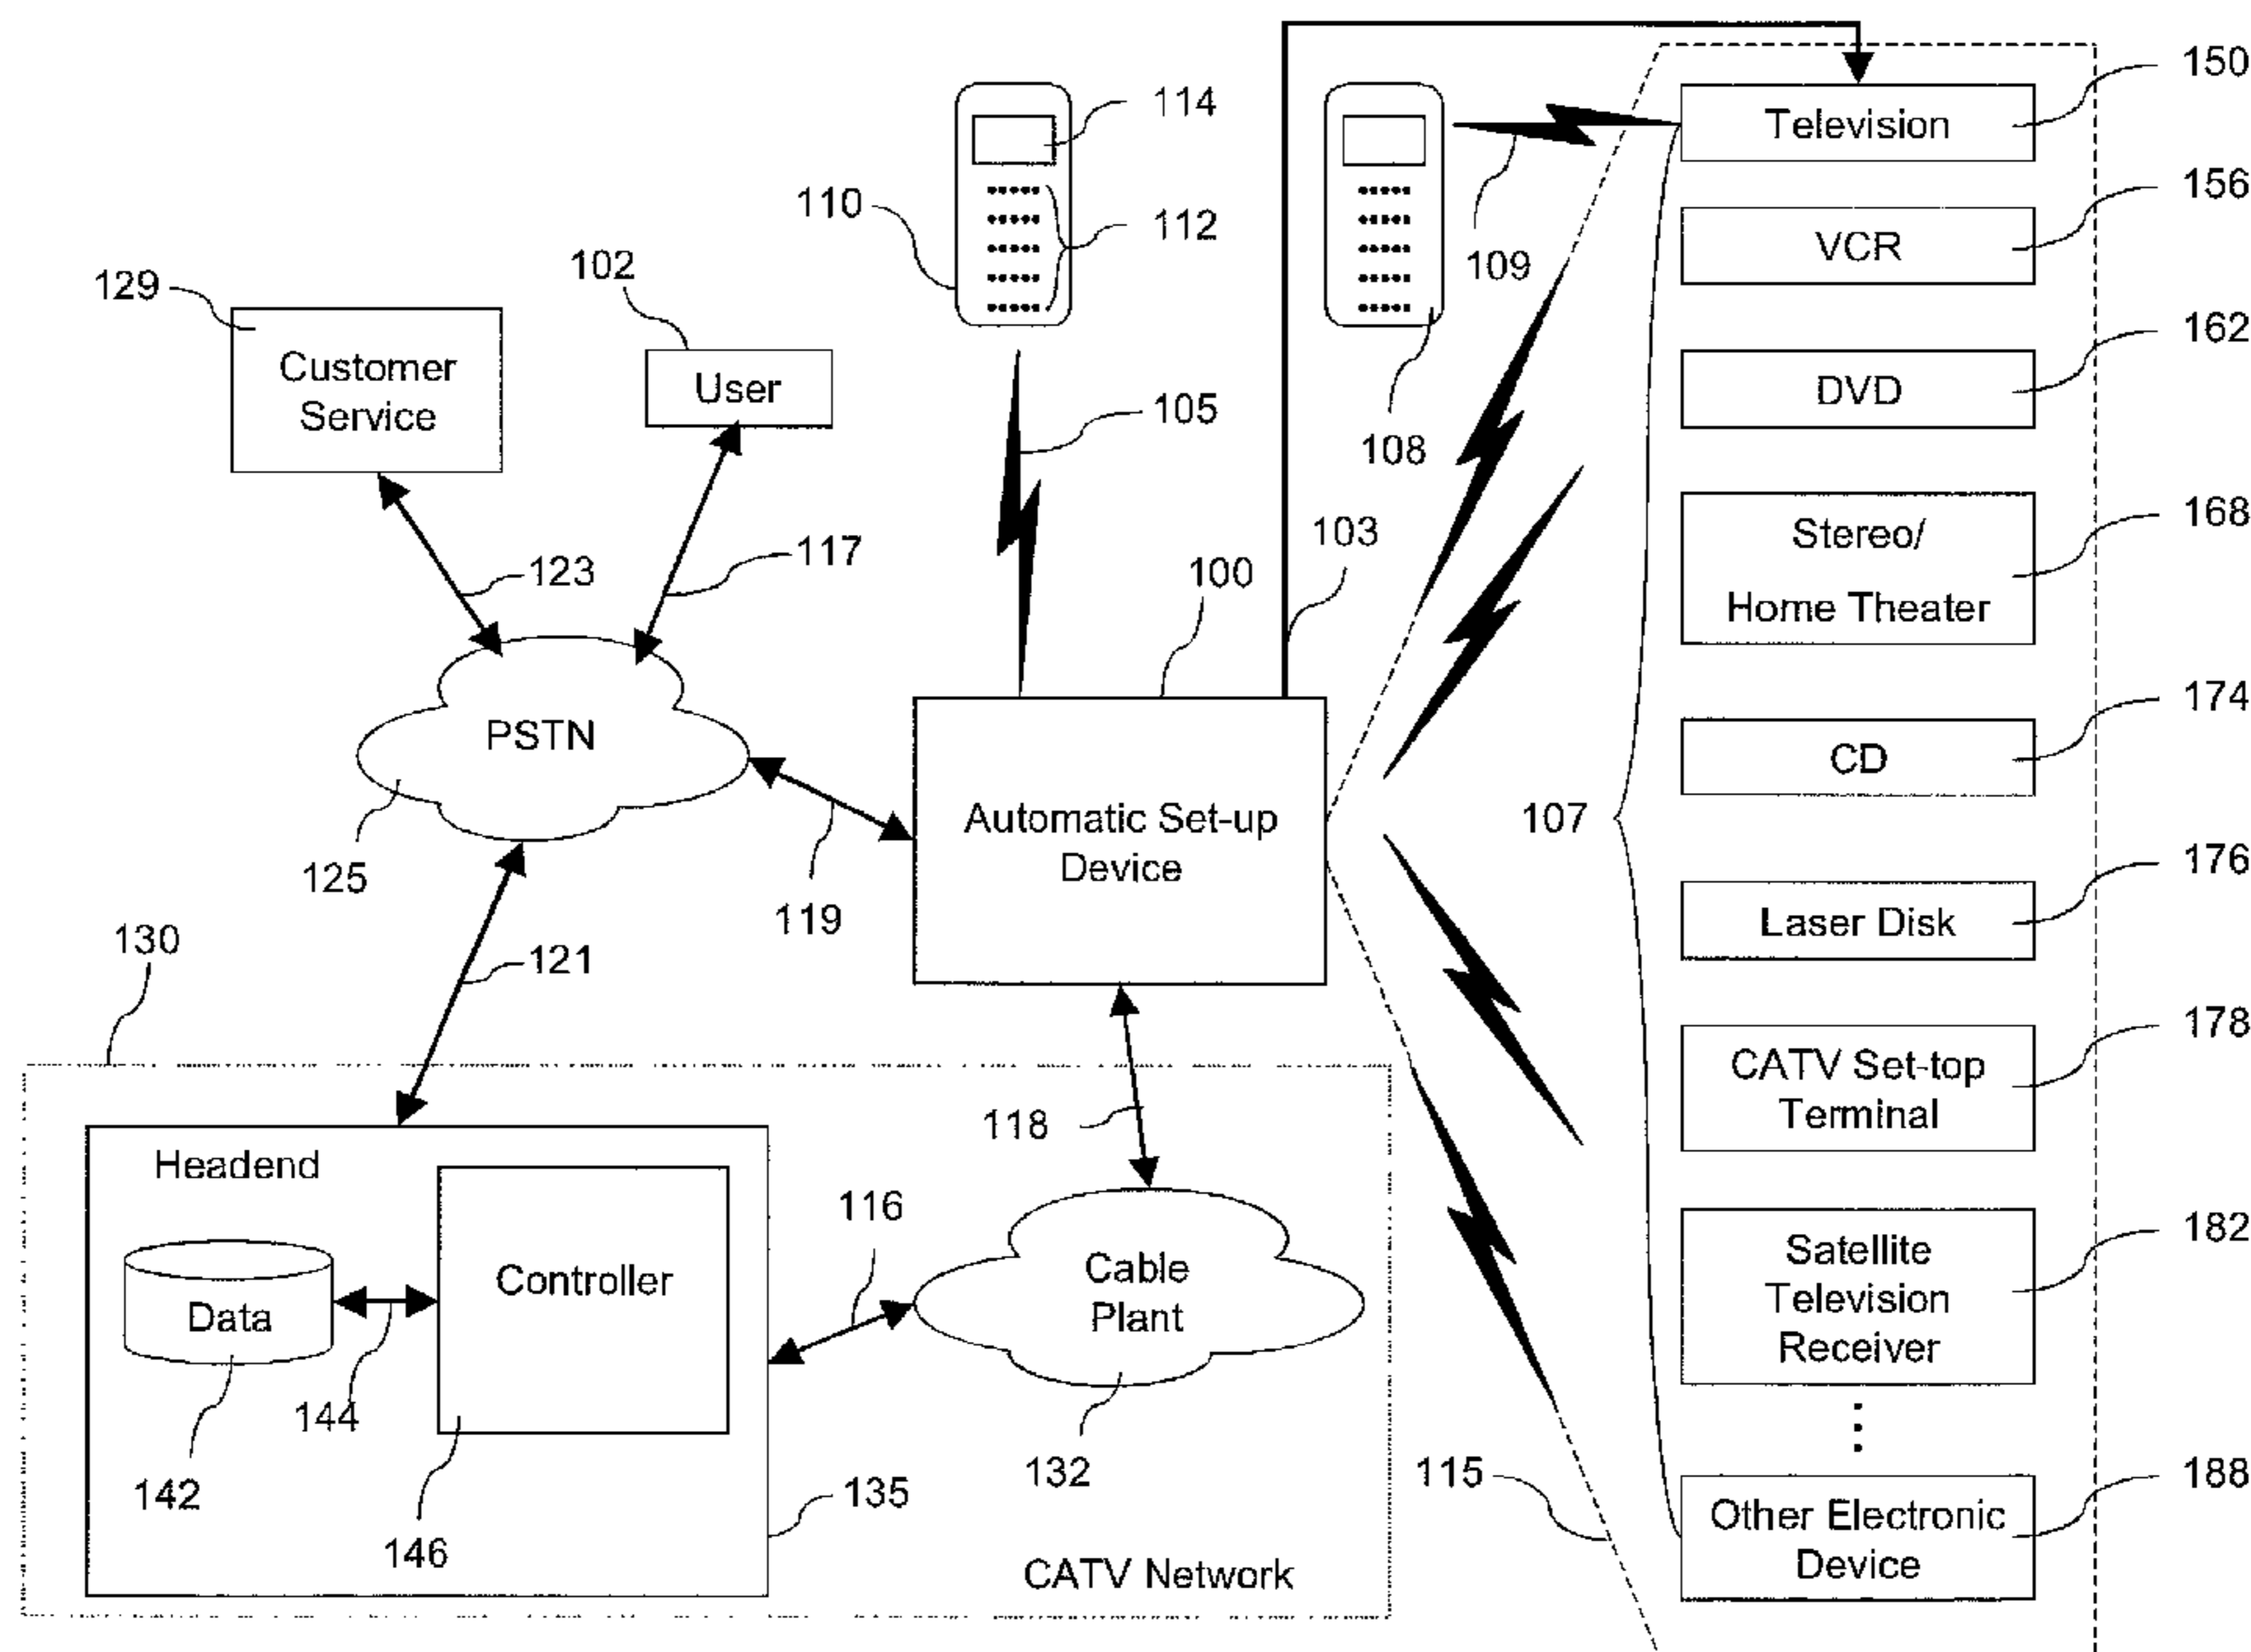 150
114
Television
156
110
112
VCR
109
102
129
162
Customer
Service
User
DVD
105
108
168
Stereo/
Home Theater
103
117
123
100
174
PSTN
CD
107
Automatic Set-up
Device
125
119
176
Laser Disk
130
121
178
CATV Set-top
Terminal
118
Headend
116
182
Satellite
Television
Receiver
Controller
Cable
Plant
Data
144
142
132
115
188
135
146
Other Electronic
Device
CATV Network